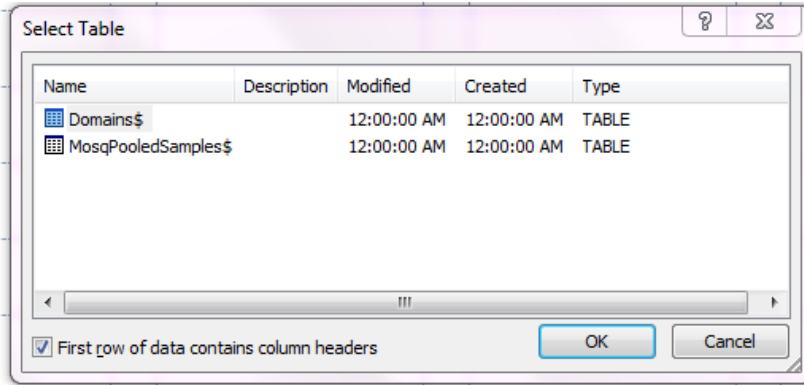 Select Table
Name Description Modified Created Type
Domains$ 12:00:00 AM 12:00:00 AM TABLE
MosqPooledSamples$ 12:00:00 AM 12:00:00 AM TABLE
First row of data contains column headers
OK Cancel